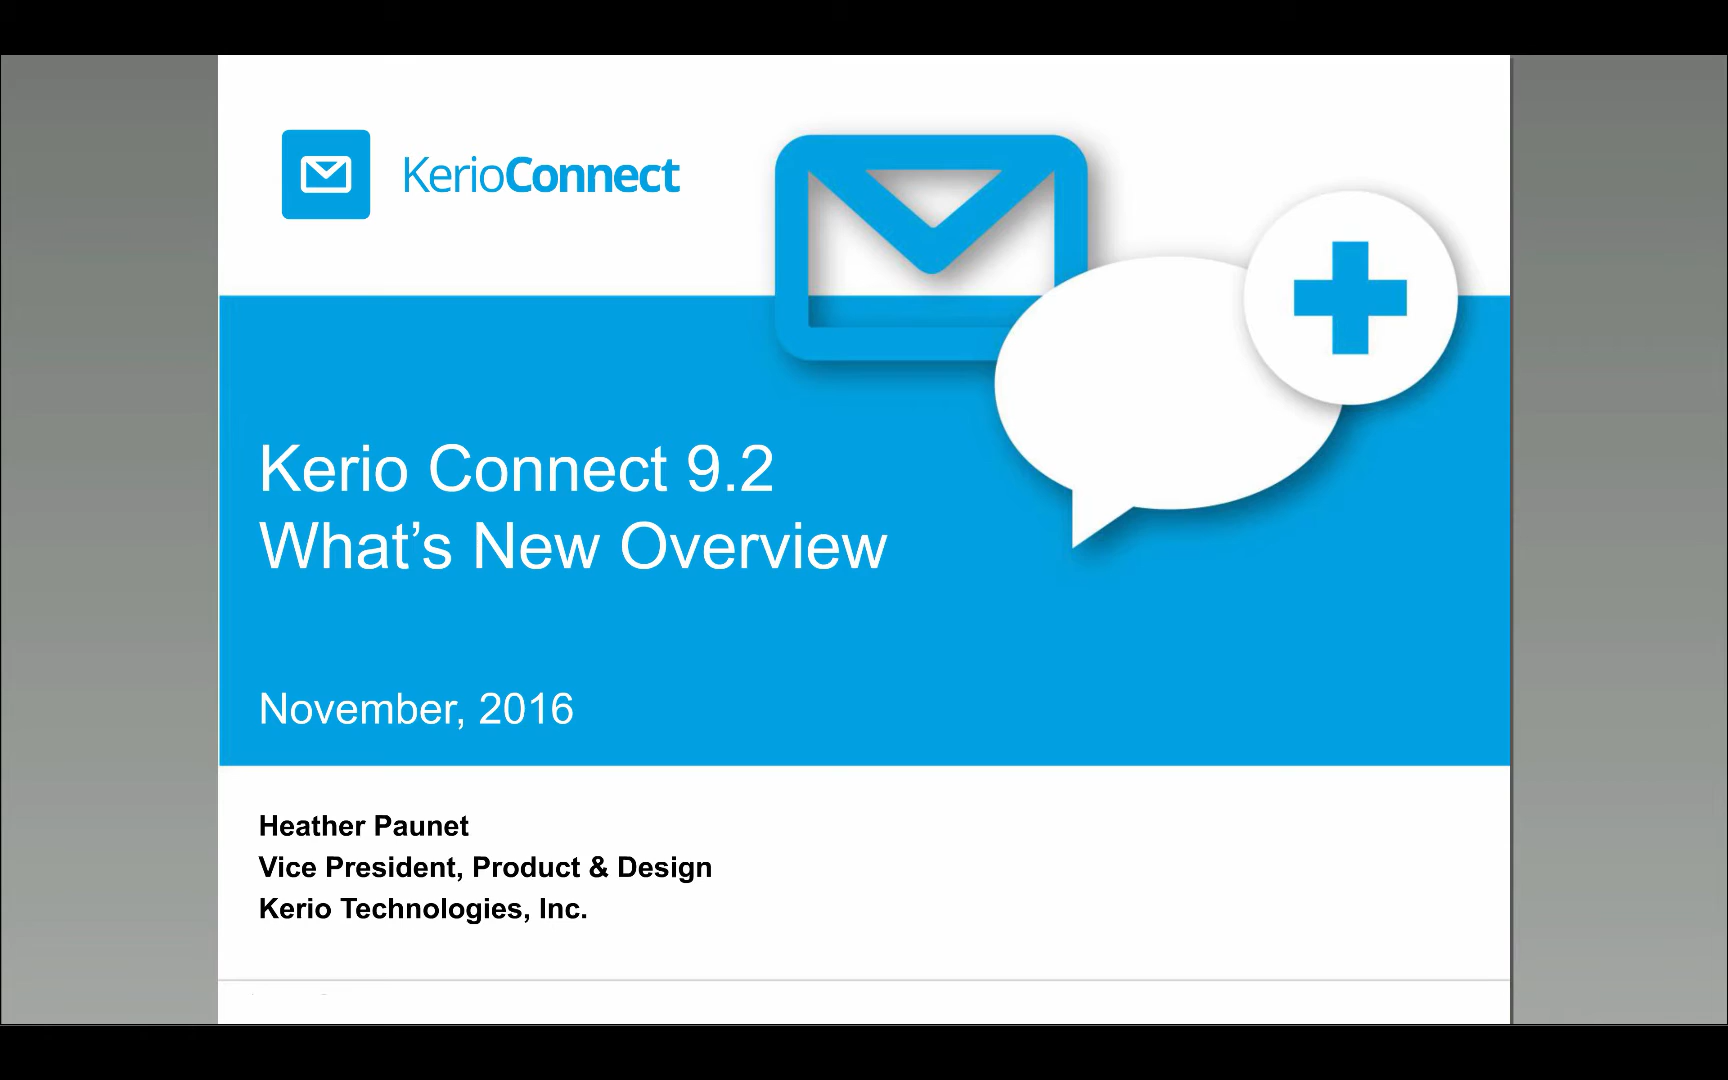 KerioConnect
Kerio Connect 9.2
What’s New Overview
November, 2016
Heather Paunet
Vice President, Product & Design
Kerio Technologies, Inc.